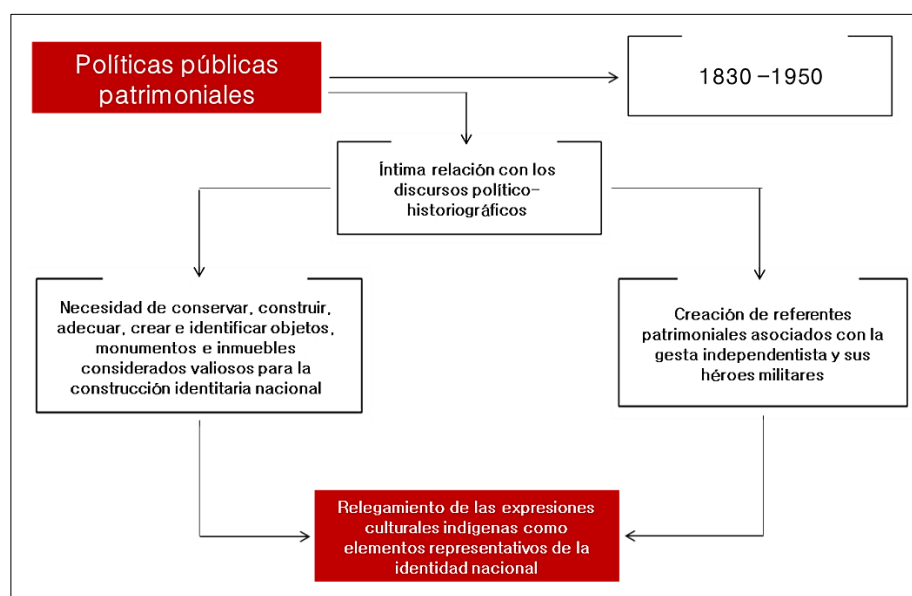 Políticas públicas
patrimoniales
1830 –1950
Íntima relación con los
discursos político-
historiográficos
Necesidad de conservar, construir,
adecuar, crear e identificar objetos,
monumentos e inmuebles
considerados valiosos para la
construcción identitaria nacional
Creación de referentes
patrimoniales asociados con la
gesta independentista y sus
héroes militares
Relegamiento de las expresiones
culturales indígenas como
elementos representativos de la
identidad nacional